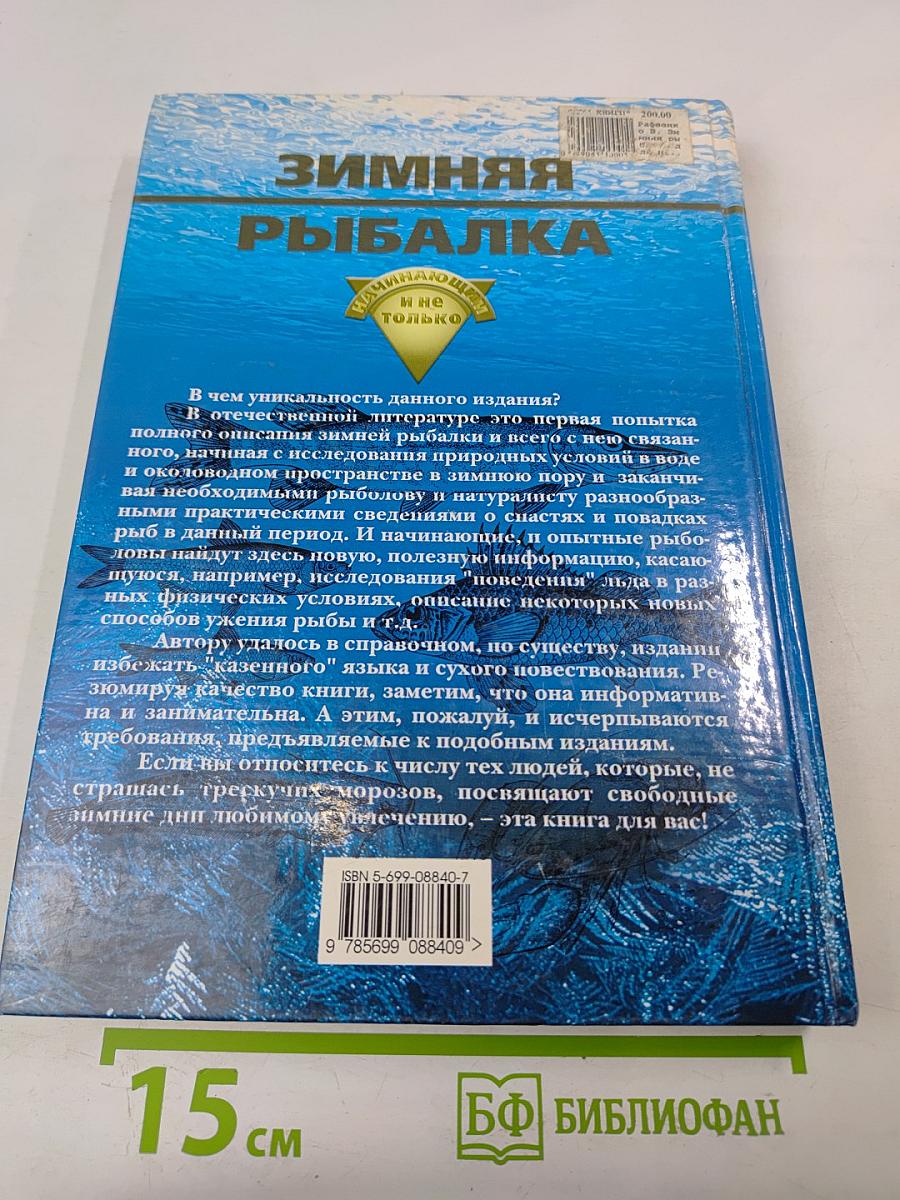 КНИГИ"
200.00
ЗИМНЯЯ
РЫБАЛКА
НАЧИНАЮЩИМ
и не
только
В чем уникальность данного издания?
В отечественной литературе это первая попытка
полного описания зимней рыбалки и всего с нею связан-
ного, начиная с исследования природных условий в воде
и околоводном пространстве в зимнюю пору и заканчи-
вая необходимыми рыболову и натуралисту разнообраз-
ными практическими сведениями о снастях и повадках
рыб в данный период. И начинающие, и опытные рыбо-
ловы найдут здесь новую, полезную информацию, касаю-
щуюся, например, исследования "поведения" льда в раз-
ных физических условиях, описание некоторых новых
способов ужения рыбы и т.д.
Автору удалось в справочном, по существу, издании
избежать "казенного" языка и сухого повествования. Ре-
зюмируя качество книги, заметим, что она информатив-
на и занимательна. А этим, пожалуй, и исчерпываются
требования, предъявляемые к подобным изданиям.
Если вы относитесь к числу тех людей, которые, не
страшась трескучих морозов, посвящают свободные
зимние дни любимому увлечению, – эта книга для вас!
ISBN 5-699-08840-7
9 785699 088409 >
15 см
БФ БИБЛИОФАН